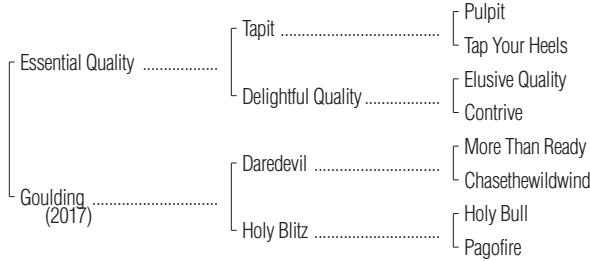 Pulpit
Tapit ........................................
Tap Your Heels
Essential Quality ...................
Elusive Quality
Delightful Quality...................
Contrive
More Than Ready
Daredevil ................................
Chasethewildwind
Goulding ................................
(2017)
Holy Bull
Holy Blitz ................................
Pagofire